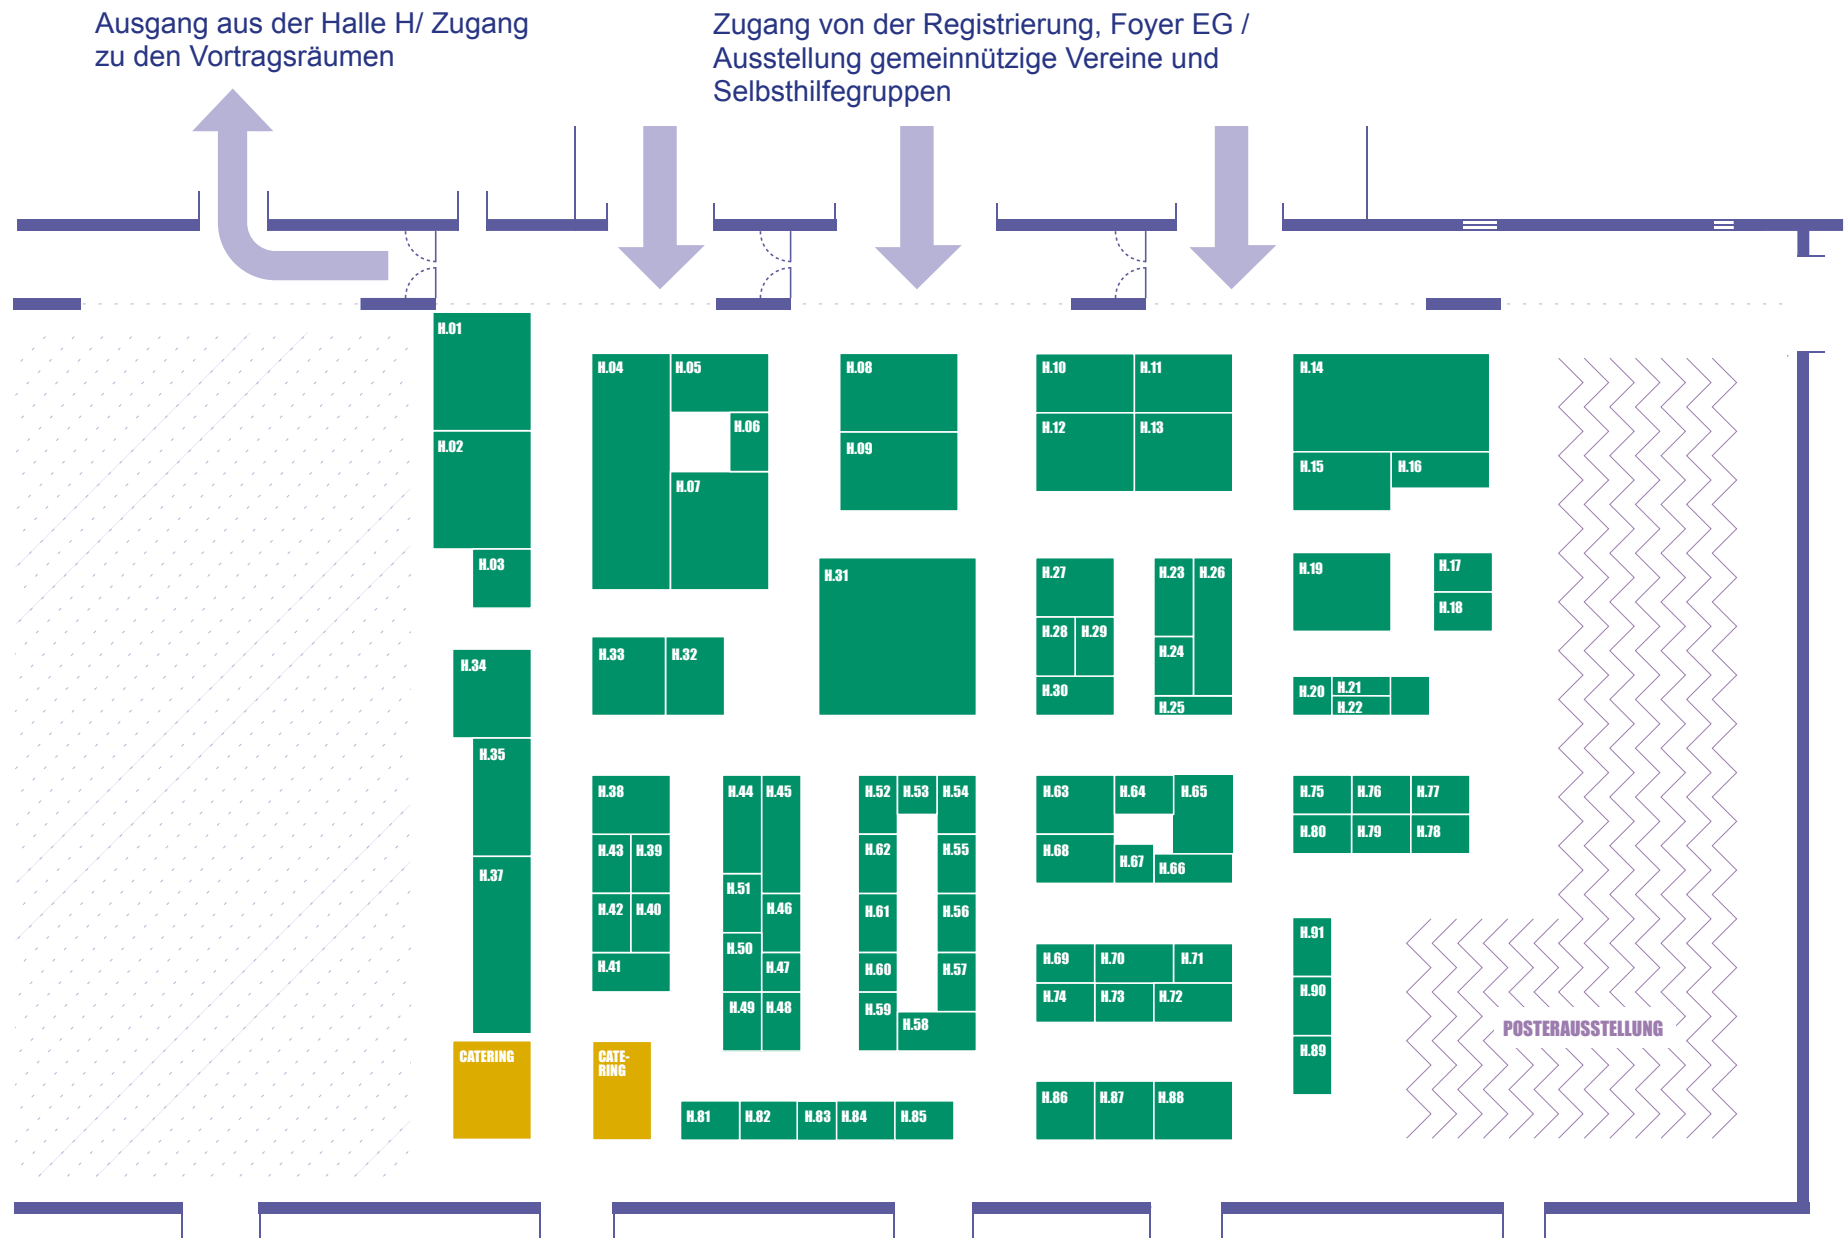 Ausgang aus der Halle H/ Zugang
zu den Vortragsräumen
Zugang von der Registrierung, Foyer EG /
Ausstellung gemeinnützige Vereine und
Selbsthilfegruppen
H.01
H.02
H.03
H.04
H.05
H.06
H.07
H.08
H.09
H.10
H.11
H.12
H.13
H.14
H.15
H.16
H.17
H.18
H.19
H.20
H.21
H.22
H.23
H.26
H.24
H.25
H.27
H.28
H.29
H.30
H.31
H.33
H.32
H.34
H.35
H.37
H.38
H.43
H.39
H.42
H.40
H.41
H.44
H.45
H.51
H.46
H.50
H.47
H.49
H.48
H.52
H.53
H.54
H.62
H.55
H.61
H.56
H.60
H.57
H.59
H.58
H.63
H.64
H.65
H.68
H.67
H.66
H.69
H.70
H.71
H.74
H.73
H.72
H.75
H.76
H.77
H.80
H.79
H.78
H.91
H.90
H.89
POSTERAUSSTELLUNG
CATERING
CATE-
RING
H.81
H.82
H.83
H.84
H.85
H.86
H.87
H.88